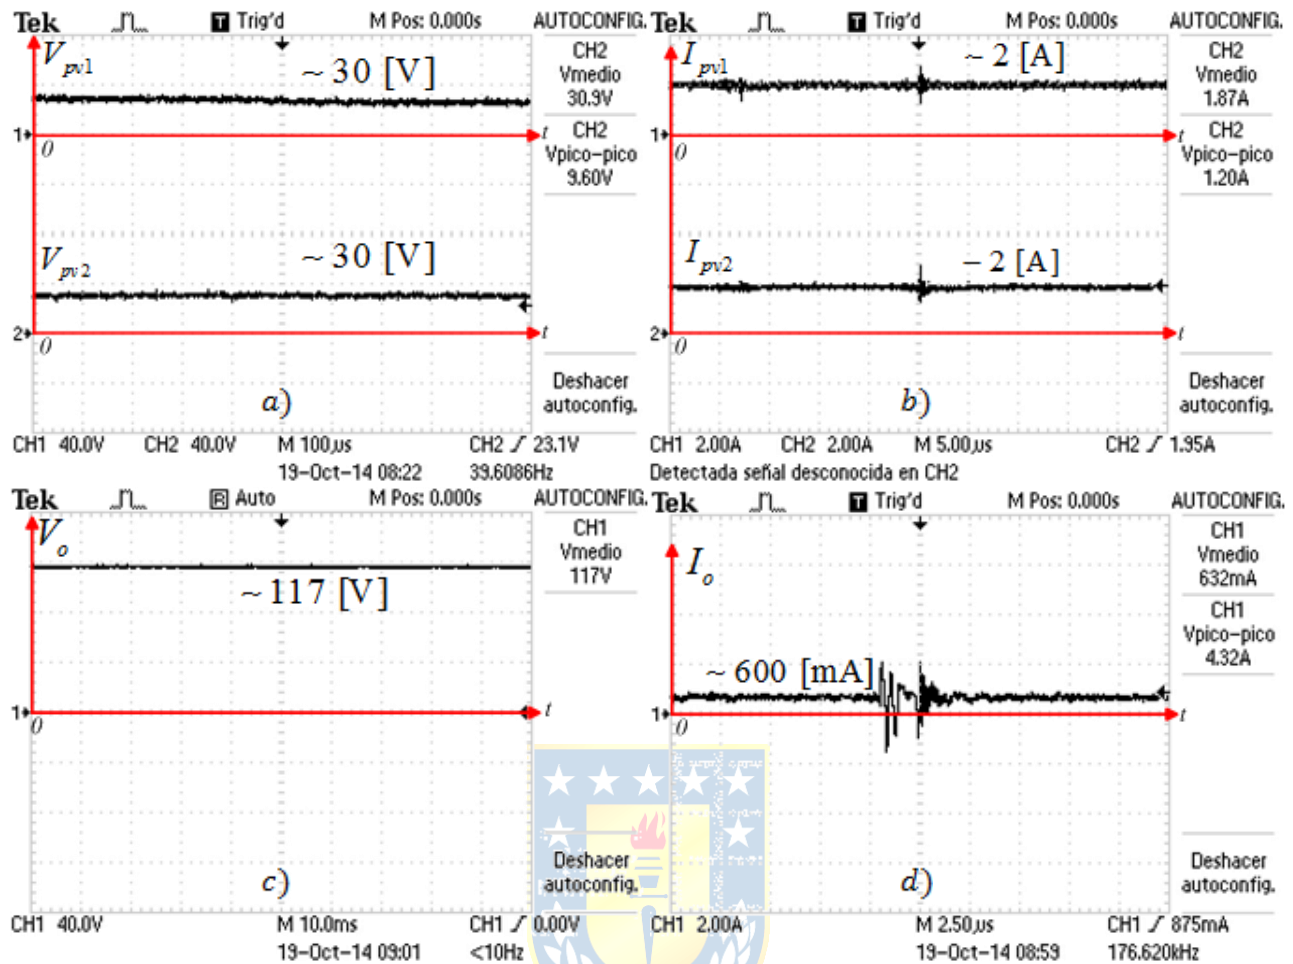 Tek Trig'd M Pos: 0.000s AUTOCONFIG.
V pv1
~ 30 [V]
CH2
Vmedio
30.9V
1
0
t
CH2
Vpico-pico
9.60V
V pv2
~ 30 [V]
2
0
t
a)
Deshacer
autoconfig.
CH1 40.0V CH2 40.0V M 100µs CH2 ∫ 23.1V
19-Oct-14 08:22 39.6086Hz
Tek Trig'd M Pos: 0.000s AUTOCONFIG.
I pv1
~ 2 [A]
CH2
Vmedio
1.87A
1
0
t
CH2
Vpico-pico
1.20A
I pv2
~ 2 [A]
2
0
t
b)
Deshacer
autoconfig.
CH1 2.00A CH2 2.00A M 5.00µs CH2 ∫ 1.95A
Detectada señal desconocida en CH2
Tek Auto M Pos: 0.000s AUTOCONFIG.
V o
~ 117 [V]
CH1
Vmedio
117V
1
0
t
c)
Deshacer
autoconfig.
CH1 40.0V M 10.0ms CH1 ∫ 0.00V
19-Oct-14 09:01 <10Hz
Tek Trig'd M Pos: 0.000s AUTOCONFIG.
I o
~ 600 [mA]
CH1
Vmedio
632mA
CH1
Vpico-pico
4.32A
1
0
t
d)
Deshacer
autoconfig.
CH1 2.00A M 2.50µs CH1 ∫ 875mA
19-Oct-14 08:59 176.620kHz